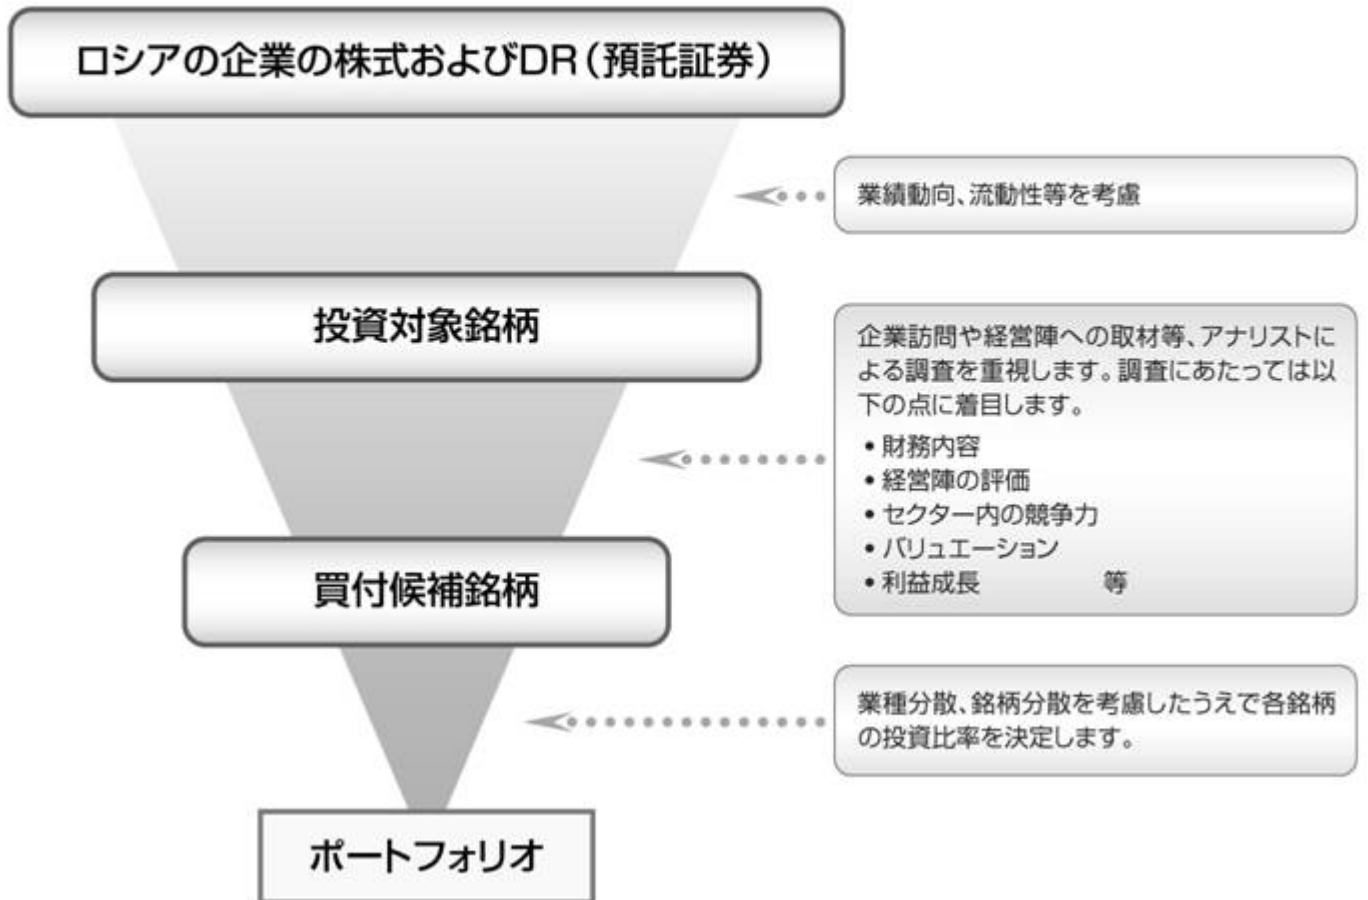 ロシアの企業の株式およびDR(預託証券)
業績動向、流動性等を考慮
投資対象銘柄
企業訪問や経営陣への取材等、アナリストに
よる調査を重視します。調査にあたっては以
下の点に着目します。
• 財務内容
• 経営陣の評価
• セクター内の競争力
• バリュエーション
• 利益成長 等
買付候補銘柄
業種分散、銘柄分散を考慮したうえで各銘柄
の投資比率を決定します。
ポートフォリオ